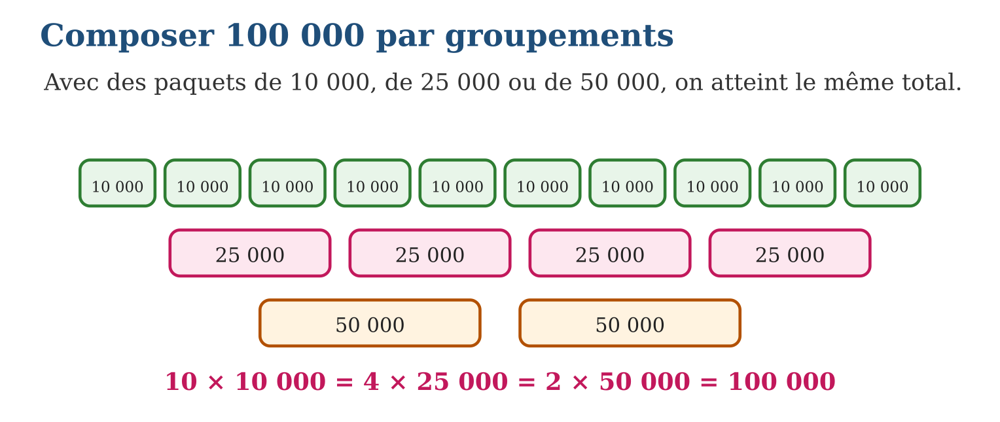 Composer 100 000 par groupements
Avec des paquets de 10 000, de 25 000 ou de 50 000, on atteint le même total.
10 000 10 000 10 000 10 000 10 000 10 000 10 000 10 000 10 000 10 000
25 000 25 000 25 000 25 000
50 000 50 000
10 × 10 000 = 4 × 25 000 = 2 × 50 000 = 100 000